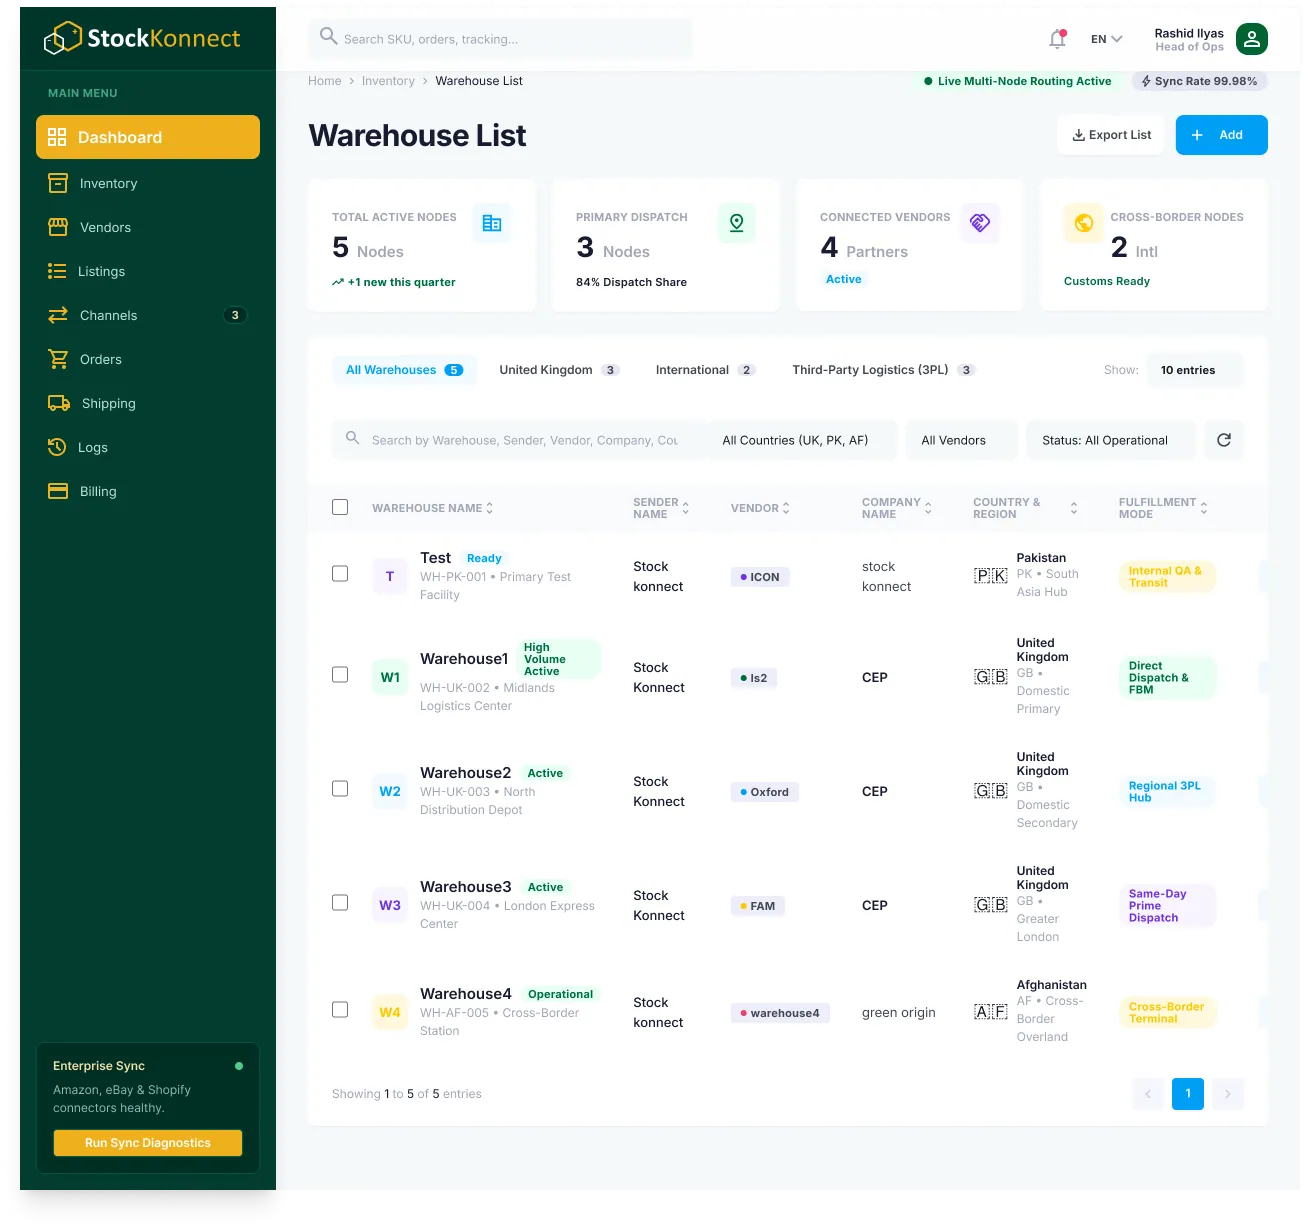 StockKonnect
Search SKU, orders, tracking...
EN
Rashid Ilyas
Head of Ops
MAIN MENU
Dashboard
Inventory
Vendors
Listings
Channels 3
Orders
Shipping
Logs
Billing
Enterprise Sync
Amazon, eBay & Shopify
connectors healthy.
Run Sync Diagnostics
Home > Inventory > Warehouse List
Live Multi-Node Routing Active
Sync Rate 99.98%
Warehouse List
Export List
+ Add
TOTAL ACTIVE NODES
5 Nodes
+1 new this quarter
PRIMARY DISPATCH
3 Nodes
84% Dispatch Share
CONNECTED VENDORS
4 Partners
Active
CROSS-BORDER NODES
2 Intl
Customs Ready
All Warehouses 5
United Kingdom 3
International 2
Third-Party Logistics (3PL) 3
Show: 10 entries
Search by Warehouse, Sender, Vendor, Company, Cou
All Countries (UK, PK, AF)
All Vendors
Status: All Operational
WAREHOUSE NAME
SENDER
NAME
VENDOR
COMPANY
NAME
COUNTRY &
REGION
FULFILLMENT
MODE
T
Test Ready
WH-PK-001 • Primary Test
Facility
Stock
konnect
ICON
stock
konnect
PK
Pakistan
PK • South
Asia Hub
Internal QA &
Transit
W1
Warehouse1
High
Volume
Active
WH-UK-002 • Midlands
Logistics Center
Stock
Konnect
Is2
CEP
GB
United
Kingdom
GB •
Domestic
Primary
Direct
Dispatch &
FBM
W2
Warehouse2 Active
WH-UK-003 • North
Distribution Depot
Stock
Konnect
Oxford
CEP
GB
United
Kingdom
GB •
Domestic
Secondary
Regional 3PL
Hub
W3
Warehouse3 Active
WH-UK-004 • London Express
Center
Stock
Konnect
FAM
CEP
GB
United
Kingdom
GB •
Greater
London
Same-Day
Prime
Dispatch
W4
Warehouse4 Operational
WH-AF-005 • Cross-Border
Station
Stock
konnect
warehouse4
green origin
AF
Afghanistan
AF • Cross-
Border
Overland
Cross-Border
Terminal
Showing 1 to 5 of 5 entries
< 1 >